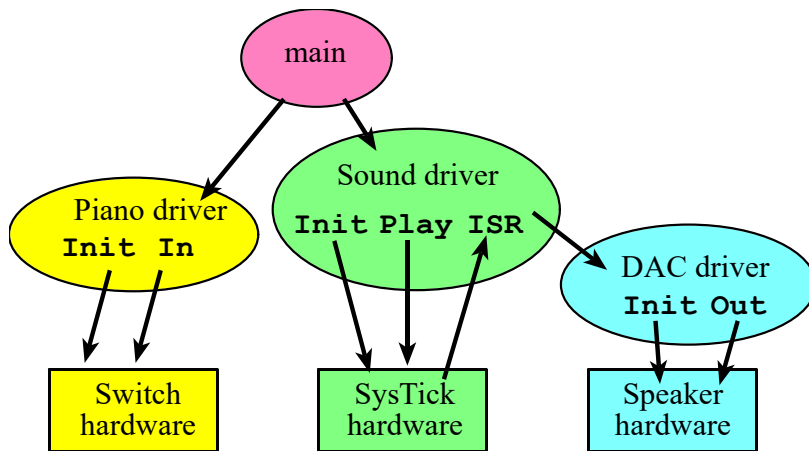 main
Piano driver
Init In
Sound driver
Init Play ISR
DAC driver
Init Out
Switch
hardware
SysTick
hardware
Speaker
hardware